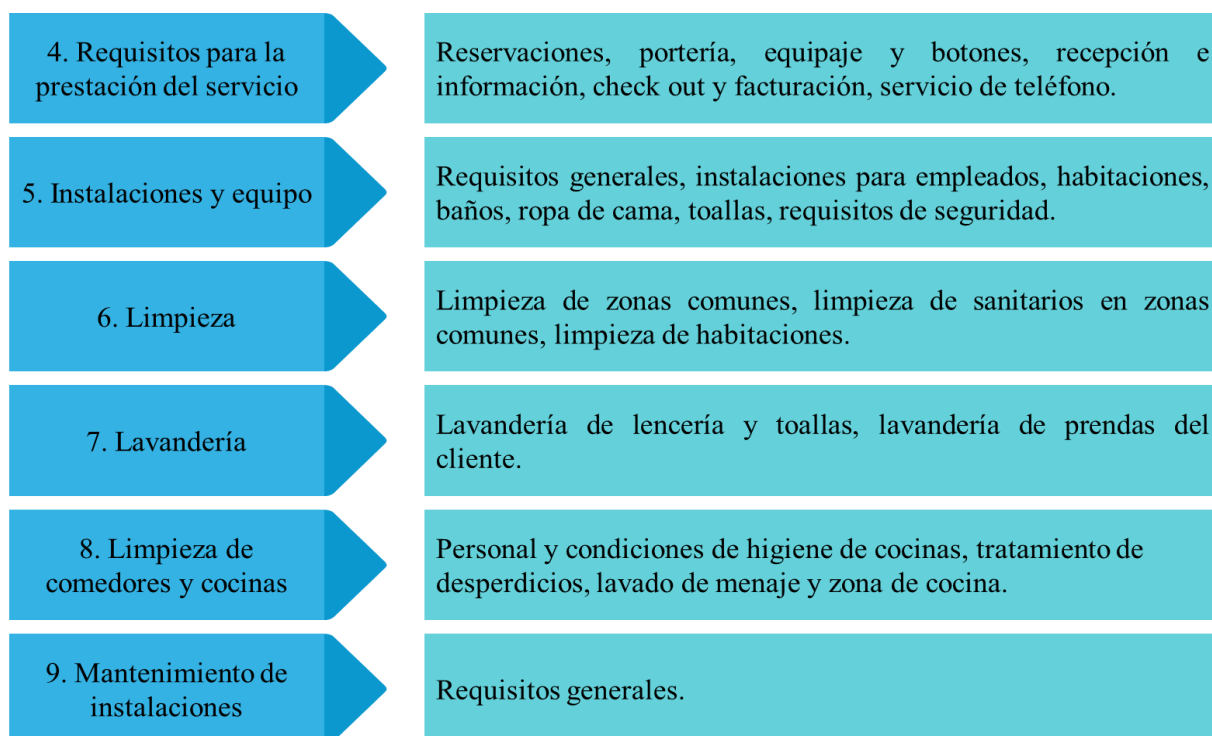 4. Requisitos para la
prestación del servicio
Reservaciones, portería, equipaje y botones, recepción e
información, check out y facturación, servicio de teléfono.
5. Instalaciones y equipo
Requisitos generales, instalaciones para empleados, habitaciones,
baños, ropa de cama, toallas, requisitos de seguridad.
6. Limpieza
Limpieza de zonas comunes, limpieza de sanitarios en zonas
comunes, limpieza de habitaciones.
7. Lavandería
Lavandería de lencería y toallas, lavandería de prendas del
cliente.
8. Limpieza de
comedores y cocinas
Personal y condiciones de higiene de cocinas, tratamiento de
desperdicios, lavado de menaje y zona de cocina.
9. Mantenimiento de
instalaciones
Requisitos generales.